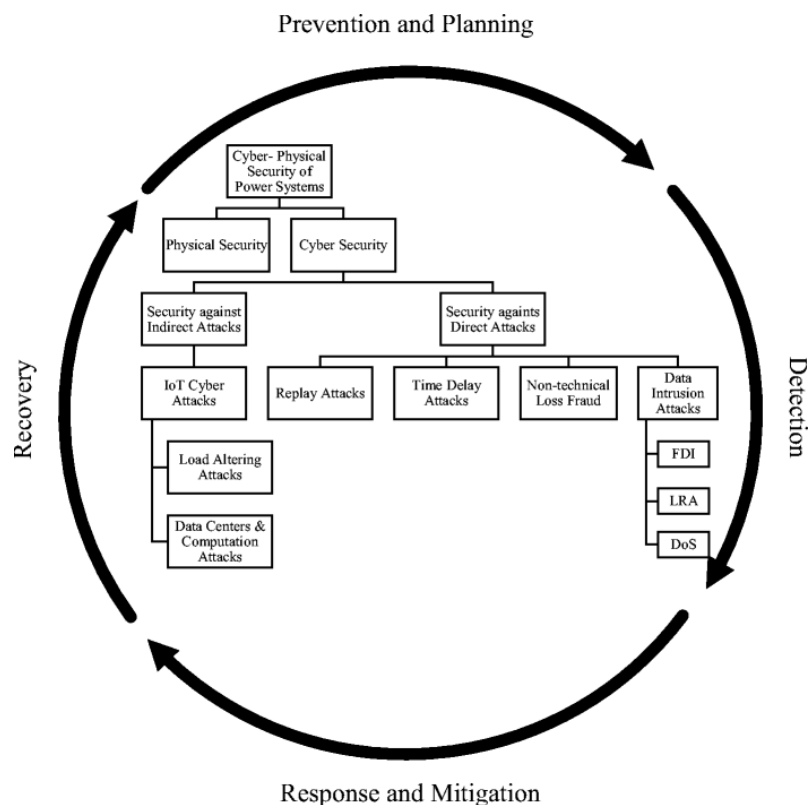 Prevention and Planning
Cyber- Physical
Security of
Power Systems
Physical Security
Cyber Security
Security against
Indirect Attacks
Security againts
Direct Attacks
IoT Cyber
Attacks
Replay Attacks
Time Delay
Attacks
Non-technical
Loss Fraud
Data
Intrusion
Attacks
Load Altering
Attacks
Data Centers &
Computation
Attacks
FDI
LRA
DoS
Recovery
Detection
Response and Mitigation